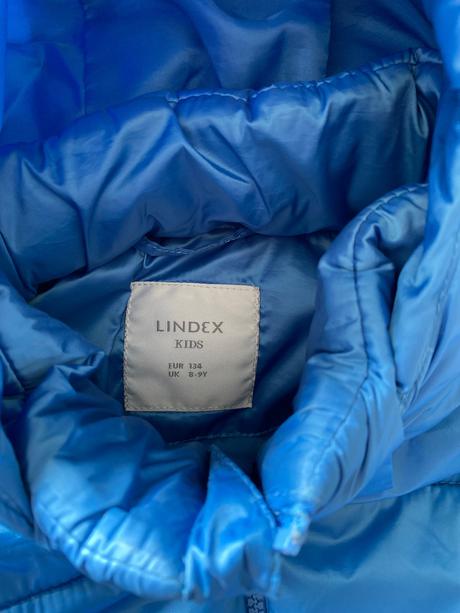 LINDEX
KIDS
EUR 134
UK 8-9Y